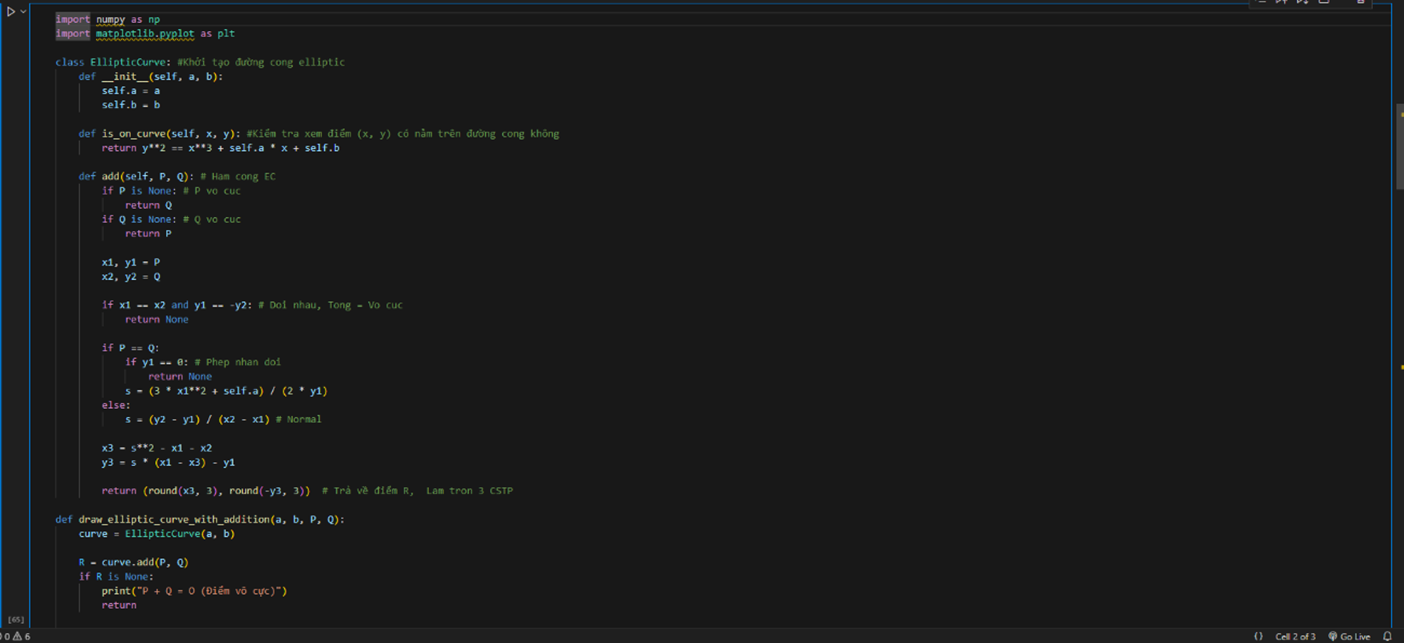 import numpy as np
import matplotlib.pyplot as plt
class EllipticCurve: #Khởi tạo đường cong elliptic
    def __init__(self, a, b):
        self.a = a
        self.b = b
    def is_on_curve(self, x, y): #Kiểm tra xem điểm (x, y) có nằm trên đường cong không
        return y**2 == x**3 + self.a * x + self.b
    def add(self, P, Q): # Ham cong EC
        if P is None: # P vo cuc
            return Q
        if Q is None: # Q vo cuc
            return P
        x1, y1 = P
        x2, y2 = Q
        if x1 == x2 and y1 == -y2: # Doi nhau, Tong = Vo cuc
            return None
        if P == Q:
            if y1 == 0: # Phep nhan doi
                return None
            s = (3 * x1**2 + self.a) / (2 * y1)
        else:
            s = (y2 - y1) / (x2 - x1) # Normal
        x3 = s**2 - x1 - x2
        y3 = s * (x1 - x3) - y1
        return (round(x3, 3), round(-y3, 3))  # Trả về điểm R,  Lam tron 3 CSTP
def draw_elliptic_curve_with_addition(a, b, P, Q):
    curve = EllipticCurve(a, b)
    R = curve.add(P, Q)
    if R is None:
        print("P + Q = O (Điểm vô cực)")
        return
[65]
0 6 {} Cell 2 of 3 Go Live